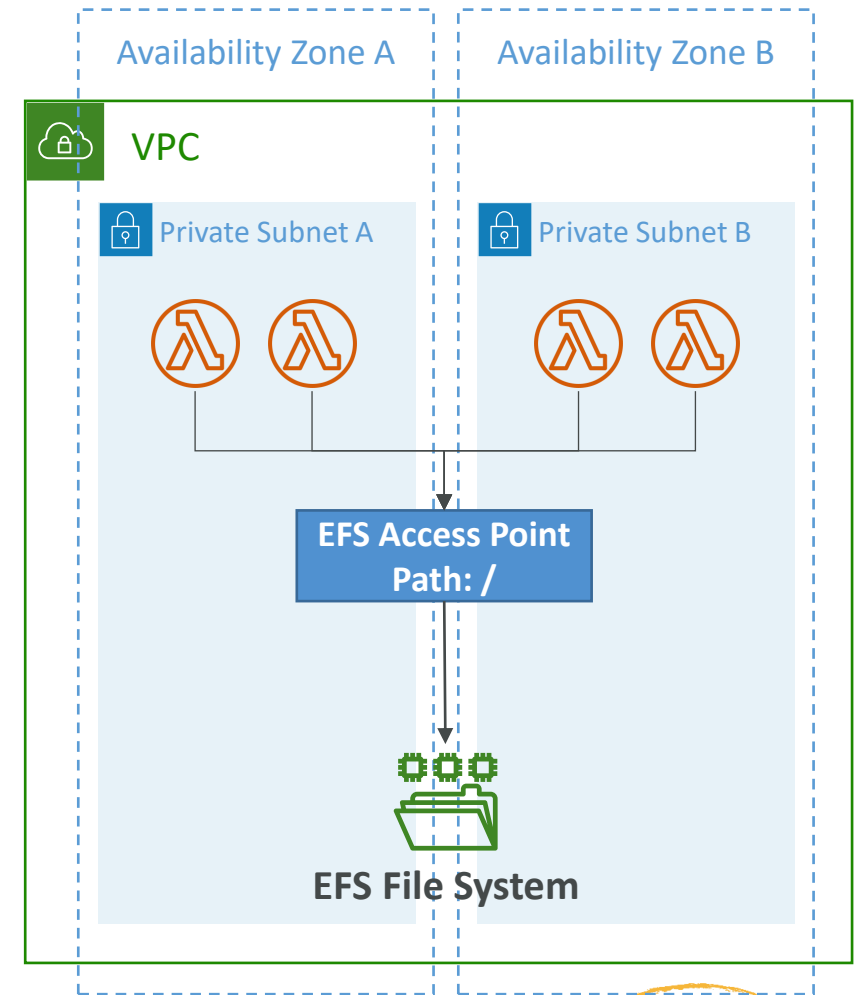 Availability Zone A
Availability Zone B
VPC
Private Subnet A
Private Subnet B
EFS Access Point
Path: /
EFS File System